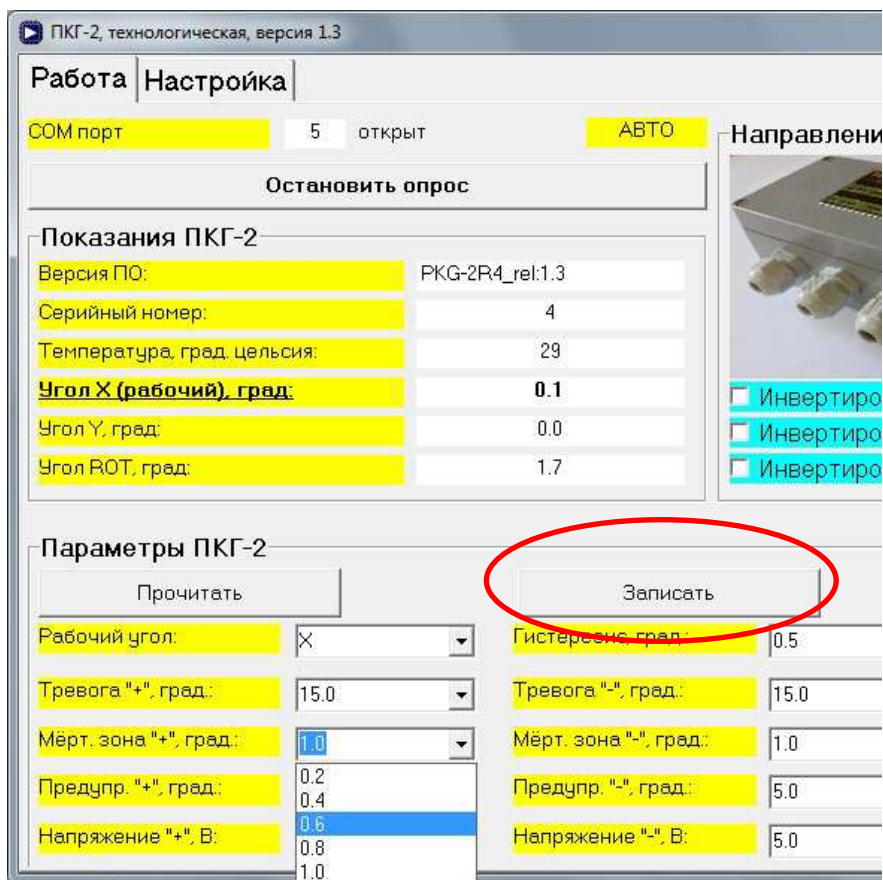 ПКГ-2, технологическая, версия 1.3
Работа Настройка
COM порт 5 открыт АВТО
Остановить опрос
Направлени
Показания ПКГ-2
Версия ПО: PKG-2R4_rel:1.3
Серийный номер: 4
Температура, град. цельсия: 29
Угол X (рабочий), град: 0.1
Угол Y, град: 0.0
Угол ROT, град: 1.7
Инвертиро
Инвертиро
Инвертиро
Параметры ПКГ-2
Прочитать Записать
Рабочий угол: X Гистерезис, град.: 0.5
Тревога "+", град.: 15.0 Тревога "-", град.: 15.0
Мёрт. зона "+", град.: 1.0 Мёрт. зона "-", град.: 1.0
0.2
0.4
0.6
0.8
1.0
Предупр. "+", град.: Предупр. "-", град.: 5.0
Напряжение "+", В: Напряжение "-", В: 5.0